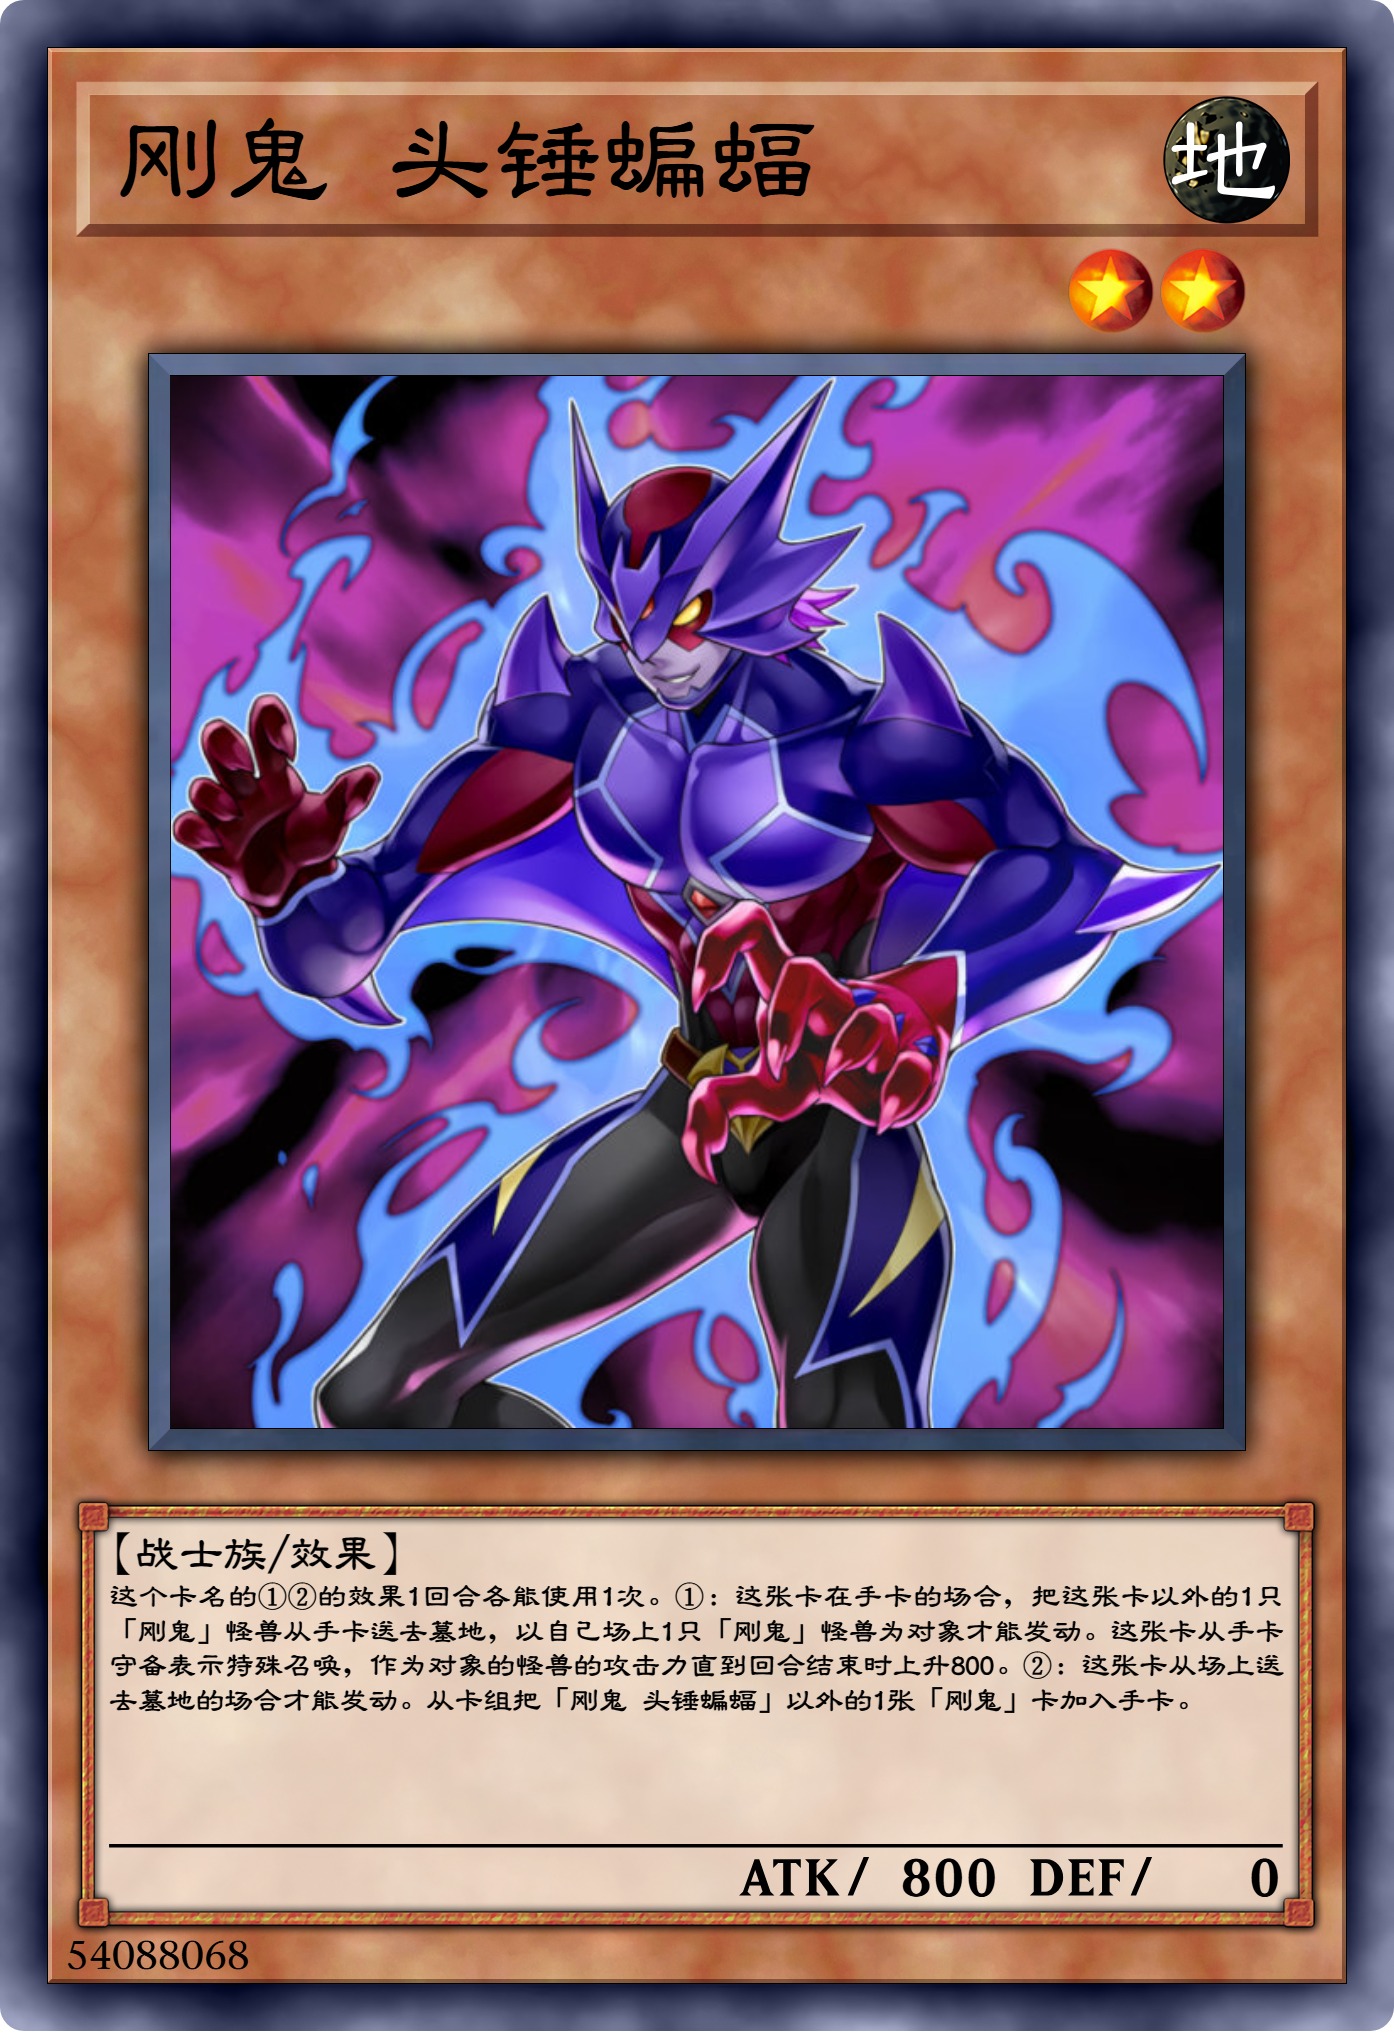 刚鬼 头锤蝙蝠
地
【战士族/效果】
这个卡名的①②的效果1回合各能使用1次。①：这张卡在手卡的场合，把这张卡以外的1只
「刚鬼」怪兽从手卡送去墓地，以自己场上1只「刚鬼」怪兽为对象才能发动。这张卡从手卡
守备表示特殊召唤，作为对象的怪兽的攻击力直到回合结束时上升800。②：这张卡从场上送
去墓地的场合才能发动。从卡组把「刚鬼 头锤蝙蝠」以外的1张「刚鬼」卡加入手卡。
ATK/ 800 DEF/ 0
54088068